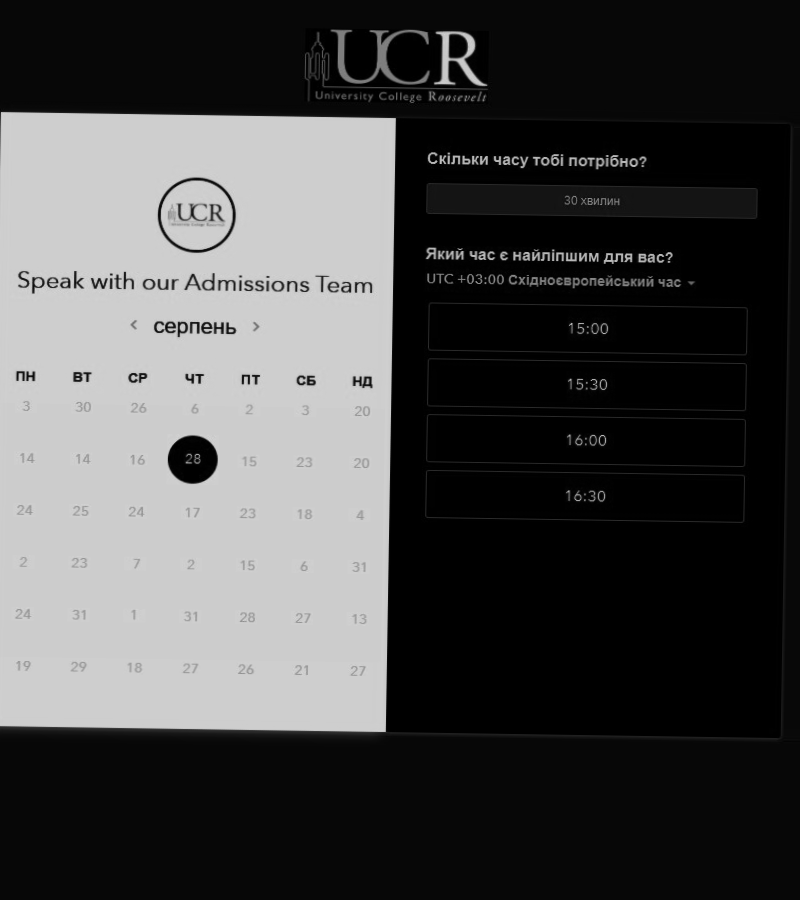 UCR
University College Roosevelt
UCR
University College Roosevelt
Speak with our Admissions Team
серпень
ПН ВТ СР ЧТ ПТ СБ НД
3 30 26 6 2 3 20
14 14 16 28 15 23 20
24 25 24 17 23 18 4
2 23 7 2 15 6 31
24 31 1 31 28 27 13
19 29 18 27 26 21 27
Скільки часу тобі потрібно?
30 хвилин
Який час є найліпшим для вас?
UTC +03:00 Східноєвропейський час
15:00
15:30
16:00
16:30